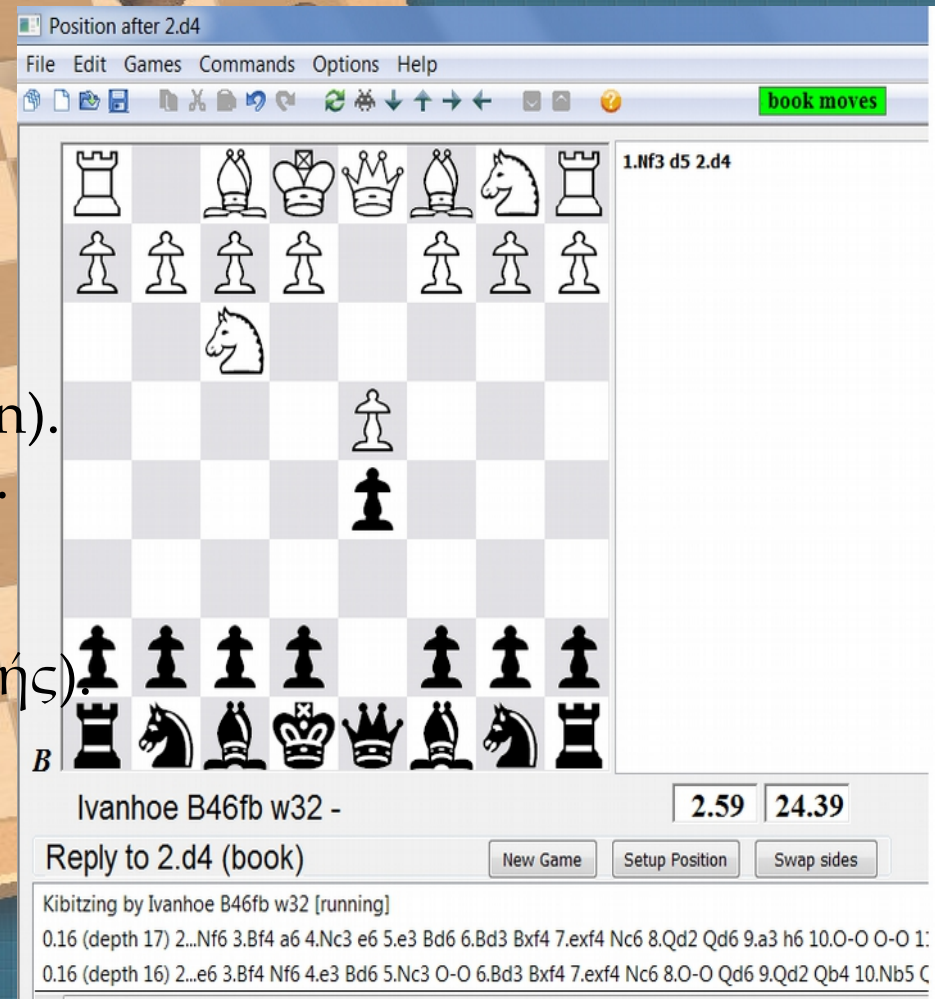 Position after 2.d4
File Edit Games Commands Options Help
book moves
1.Nf3 d5 2.d4
n).
.
ής).
B
Ivanhoe B46fb w32 -
2.59 24.39
Reply to 2.d4 (book)
New Game Setup Position Swap sides
Kibitzing by Ivanhoe B46fb w32 [running]
0.16 (depth 17) 2...Nf6 3.Bf4 a6 4.Nc3 e6 5.e3 Bd6 6.Bd3 Bxf4 7.exf4 Nc6 8.Qd2 Qd6 9.a3 h6 10.O-O O-O 1
0.16 (depth 16) 2...e6 3.Bf4 Nf6 4.e3 Bd6 5.Nc3 O-O 6.Bd3 Bxf4 7.exf4 Nc6 8.O-O Qd6 9.Qd2 Qb4 10.Nb5